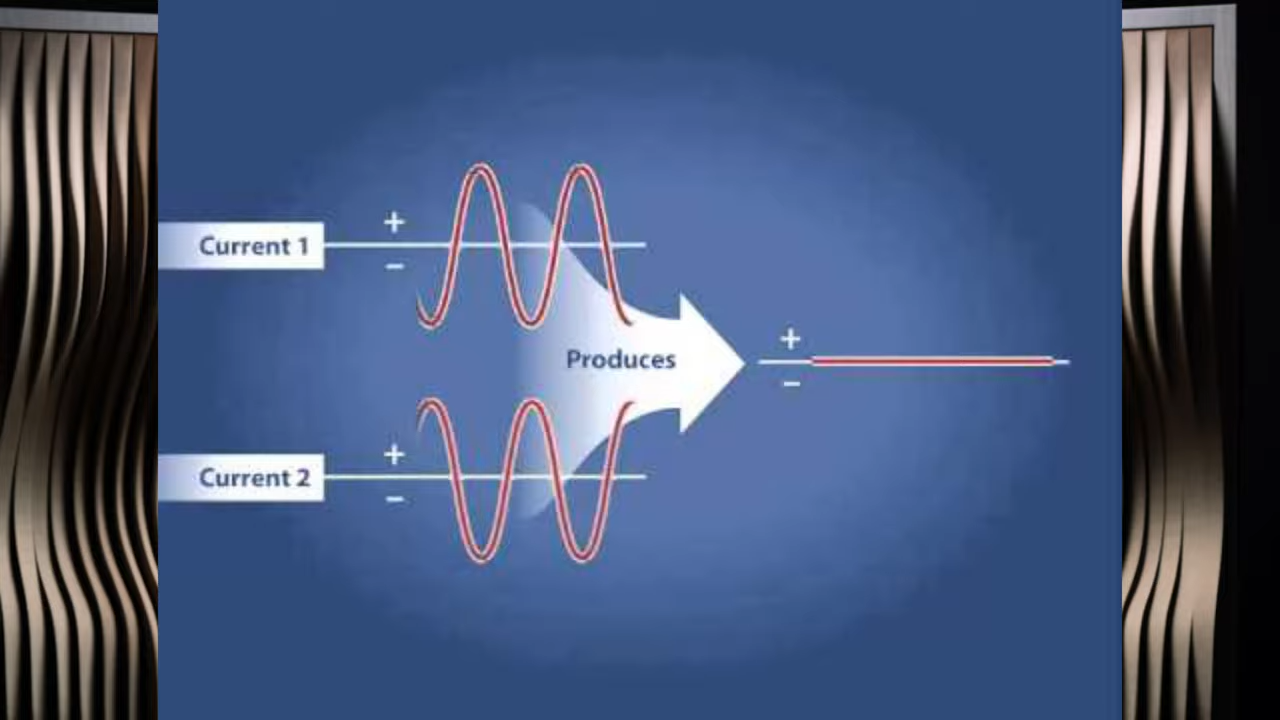 +
Current 1
−
Produces
+
−
+
Current 2
−